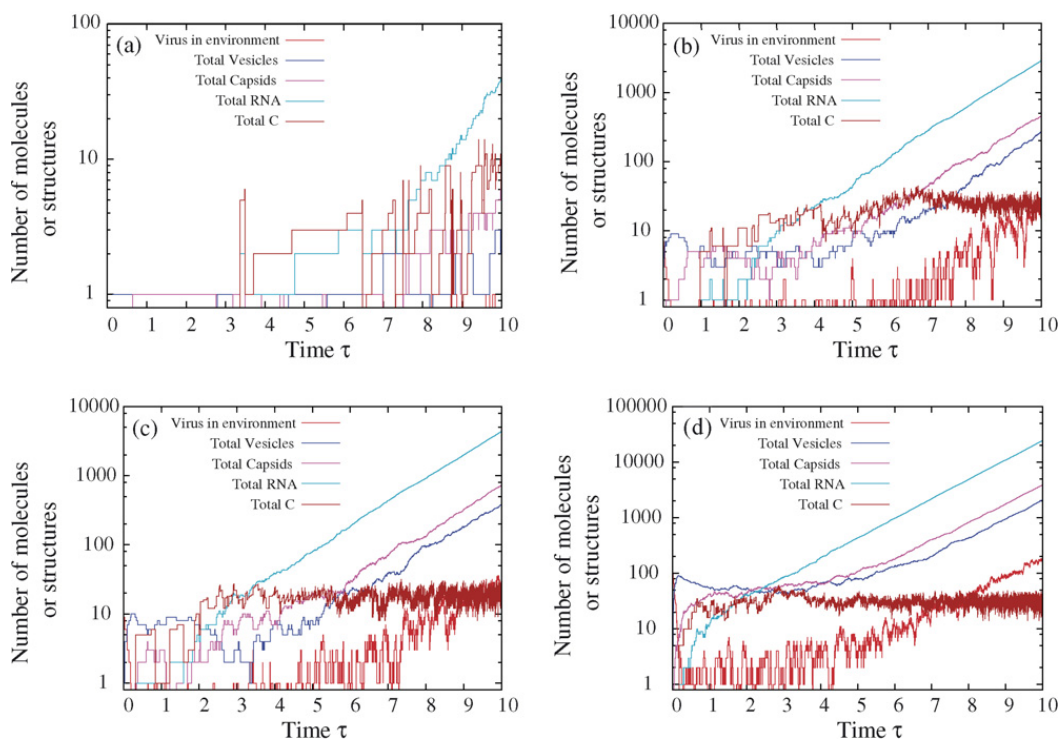 (a)
100
10
1
Virus in environment
Total Vesicles
Total Capsids
Total RNA
Total C
Number of molecules
or structures
0 1 2 3 4 5 6 7 8 9 10
Time τ
(b)
10000
1000
100
10
1
Virus in environment
Total Vesicles
Total Capsids
Total RNA
Total C
Number of molecules
or structures
0 1 2 3 4 5 6 7 8 9 10
Time τ
(c)
10000
1000
100
10
1
Virus in environment
Total Vesicles
Total Capsids
Total RNA
Total C
Number of molecules
or structures
0 1 2 3 4 5 6 7 8 9 10
Time τ
(d)
100000
10000
1000
100
10
1
Virus in environment
Total Vesicles
Total Capsids
Total RNA
Total C
Number of molecules
or structures
0 1 2 3 4 5 6 7 8 9 10
Time τ